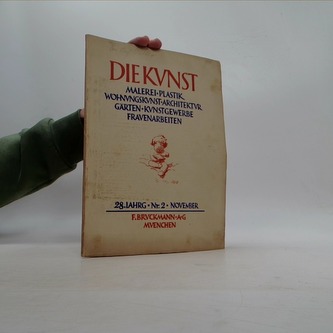 DIE KVNST
MALEREI · PLASTIK
WOHNVNGSKVNST · ARCHITEKTVR
GARTEN · KVNSTGEWERBE
FRAVENARBEITEN
28. JAHRG · Nr. 2 · NOVEMBER
F. BRVCKMANN · A · G
MVENCHEN